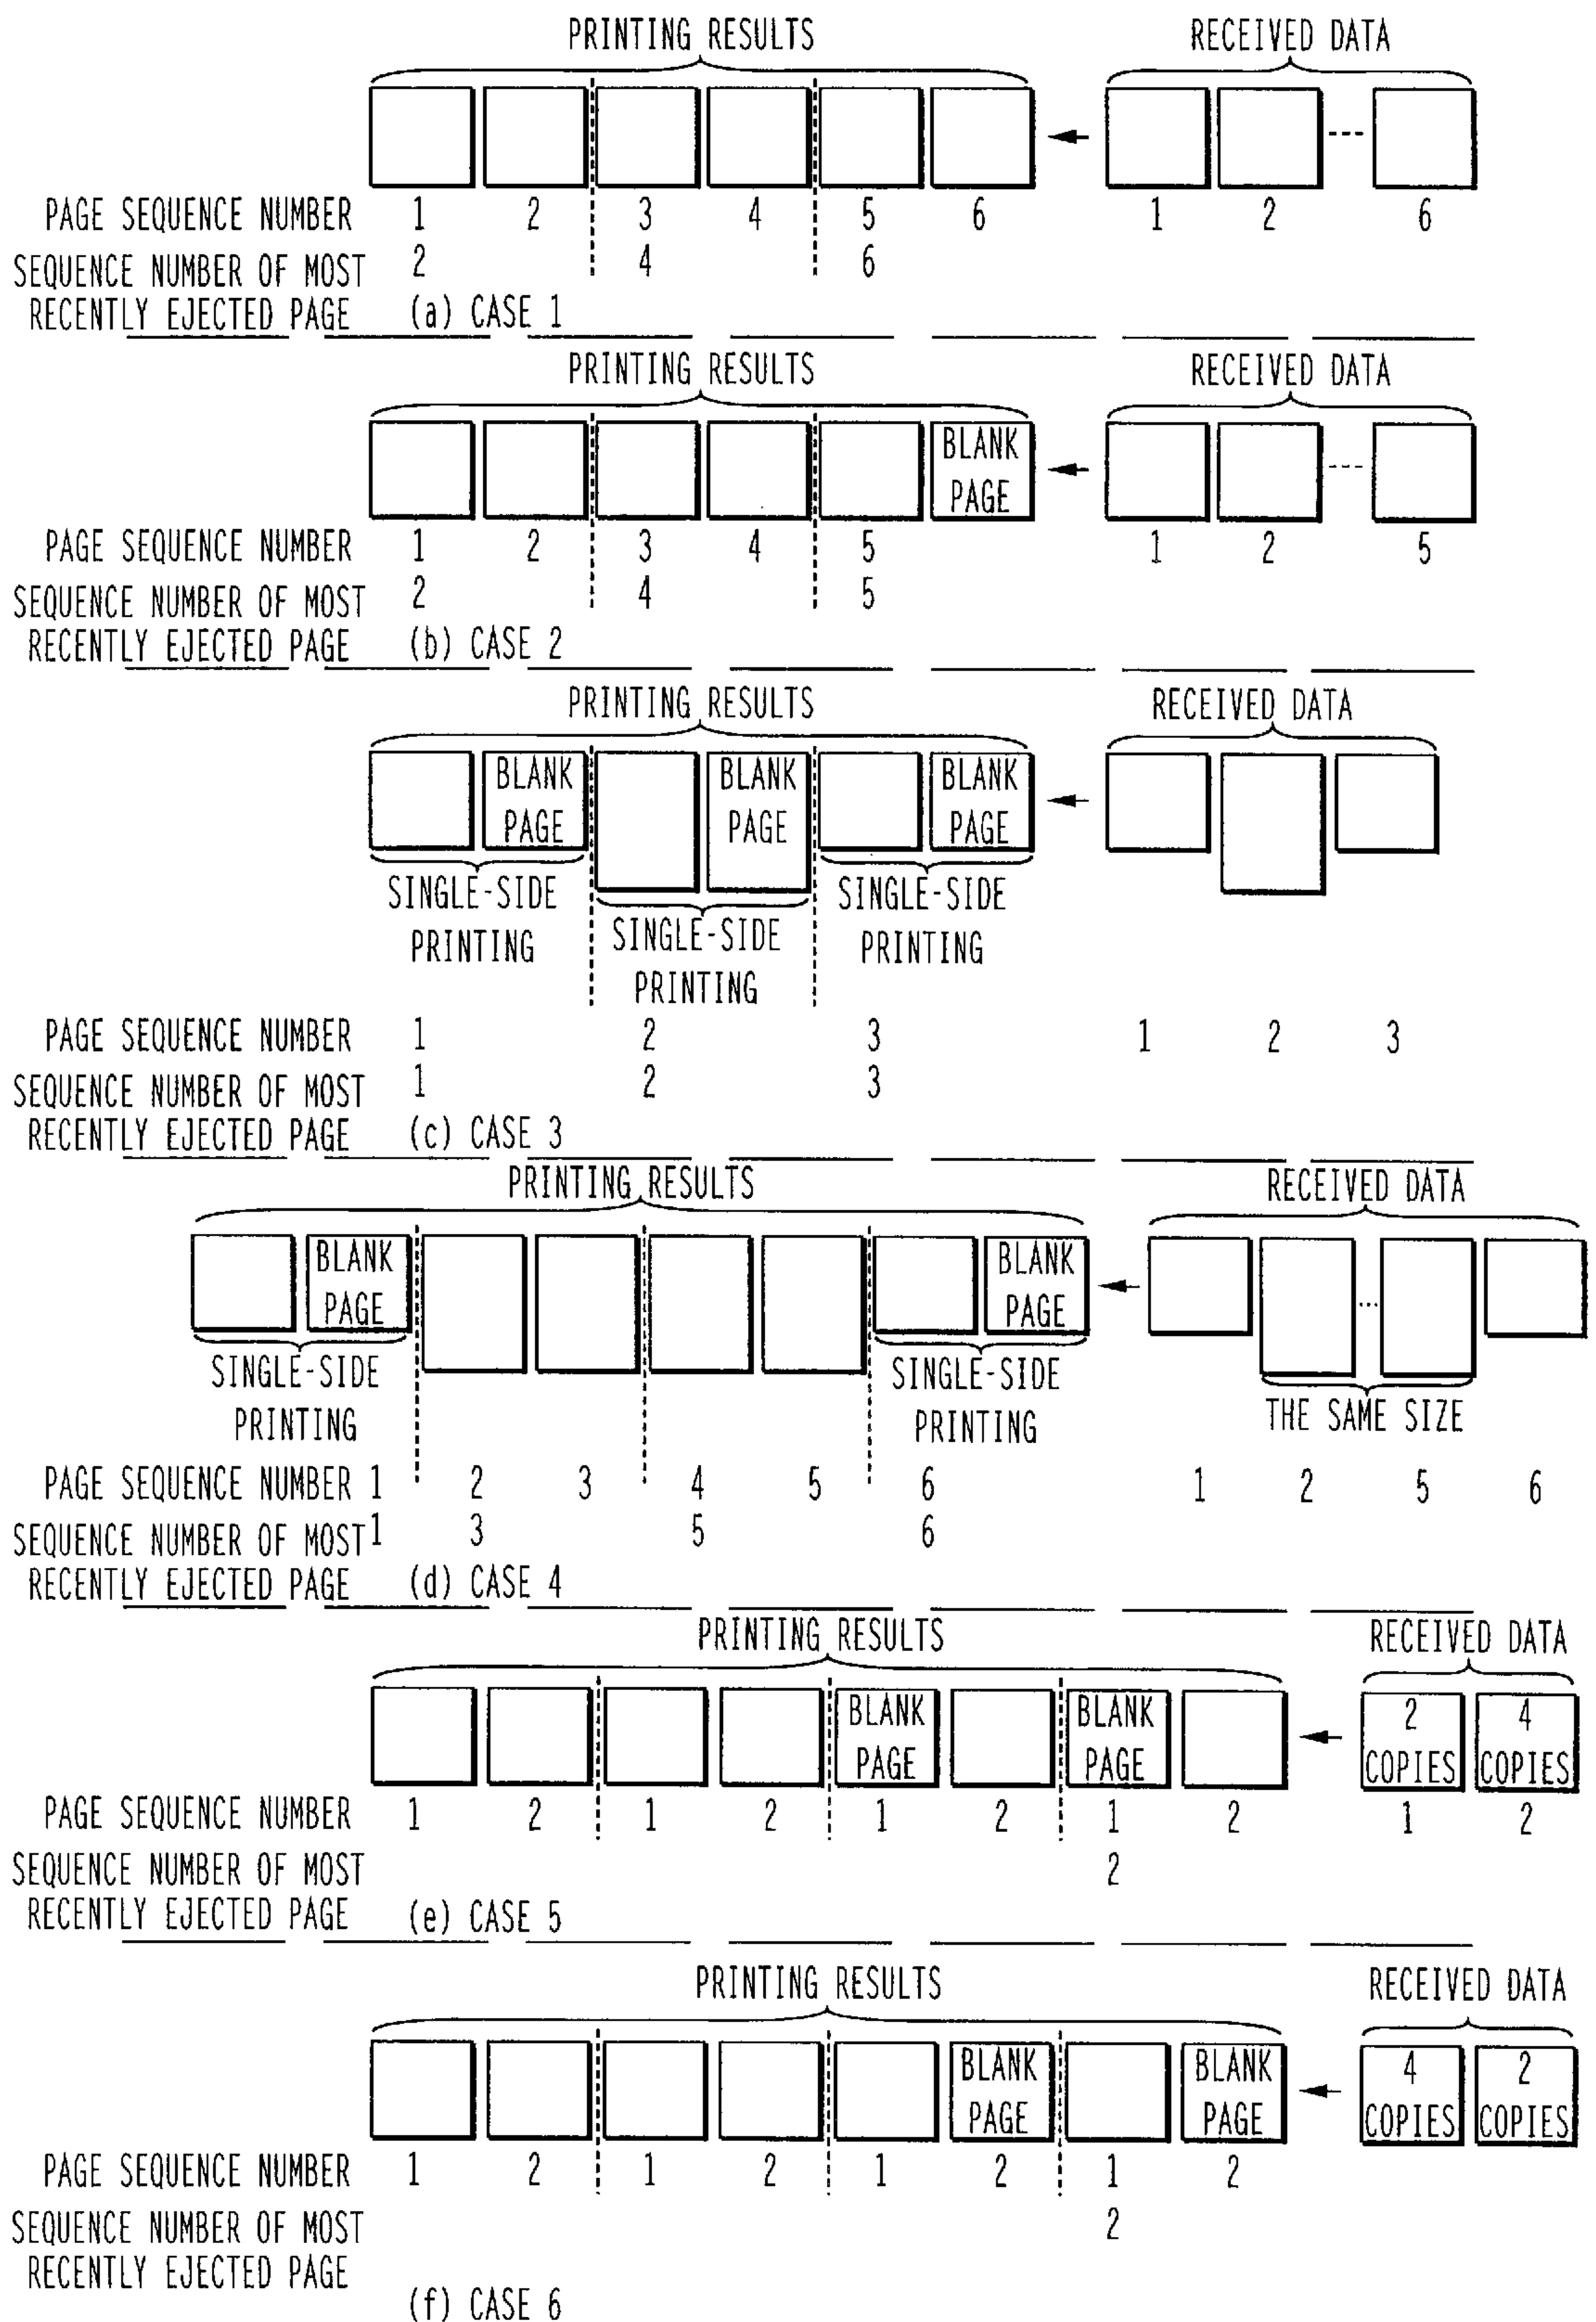 PRINTING RESULTS RECEIVED DATA
PAGE SEQUENCE NUMBER 1 2 3 4 5 6 1 2 6
SEQUENCE NUMBER OF MOST 2 4 6
RECENTLY EJECTED PAGE (a) CASE 1
PRINTING RESULTS RECEIVED DATA
BLANK
PAGE
PAGE SEQUENCE NUMBER 1 2 3 4 5 1 2 5
SEQUENCE NUMBER OF MOST 2 4 5
RECENTLY EJECTED PAGE (b) CASE 2
PRINTING RESULTS RECEIVED DATA
BLANK BLANK BLANK
PAGE PAGE PAGE
SINGLE-SIDE SINGLE-SIDE
PRINTING SINGLE-SIDE PRINTING
PRINTING
PAGE SEQUENCE NUMBER 1 2 3 1 2 3
SEQUENCE NUMBER OF MOST 1 2 3
RECENTLY EJECTED PAGE (c) CASE 3
PRINTING RESULTS RECEIVED DATA
BLANK BLANK
PAGE PAGE ...
SINGLE-SIDE SINGLE-SIDE
PRINTING PRINTING THE SAME SIZE
PAGE SEQUENCE NUMBER 1 2 3 4 5 6 1 2 5 6
SEQUENCE NUMBER OF MOST 1 3 5 6
RECENTLY EJECTED PAGE (d) CASE 4
PRINTING RESULTS RECEIVED DATA
BLANK BLANK 2 4
PAGE PAGE COPIES COPIES
PAGE SEQUENCE NUMBER 1 2 1 2 1 2 1 2 1 2
SEQUENCE NUMBER OF MOST 2
RECENTLY EJECTED PAGE (e) CASE 5
PRINTING RESULTS RECEIVED DATA
BLANK BLANK 4 2
PAGE PAGE COPIES COPIES
PAGE SEQUENCE NUMBER 1 2 1 2 1 2 1 2
SEQUENCE NUMBER OF MOST 2
RECENTLY EJECTED PAGE
(f) CASE 6